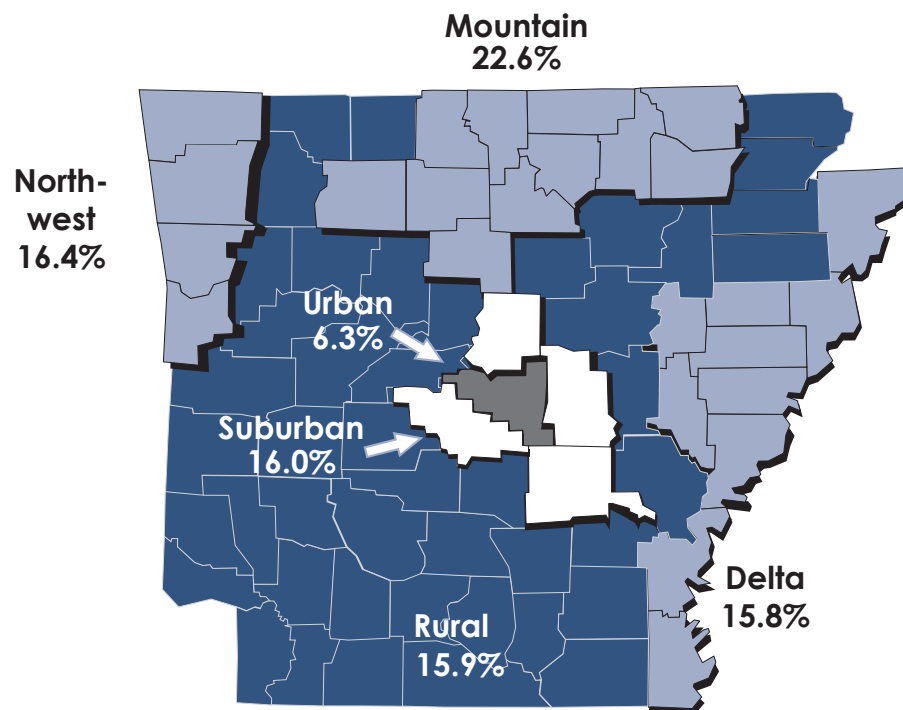 Mountain
22.6%
North-
west
16.4%
Urban
6.3%
Suburban
16.0%
Delta
15.8%
Rural
15.9%